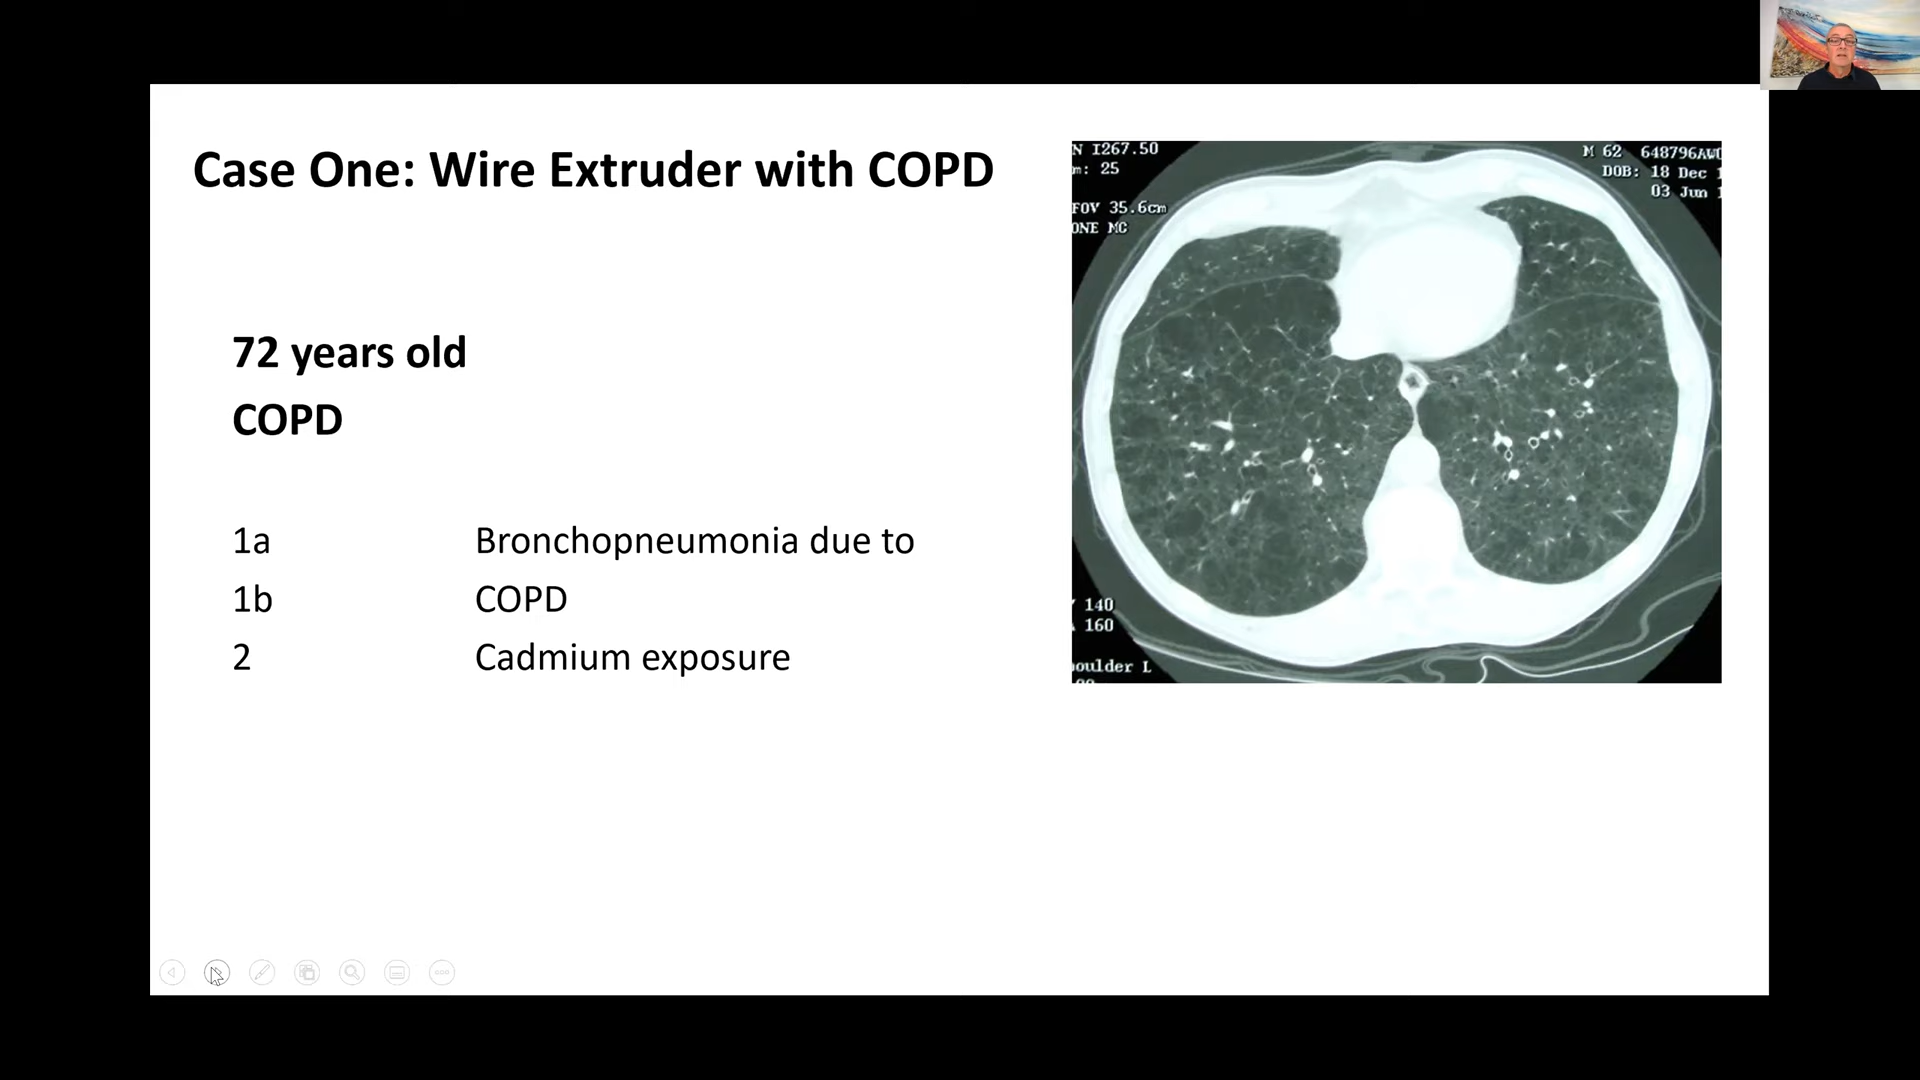 Case One: Wire Extruder with COPD
72 years old
COPD
1a Bronchopneumonia due to
1b COPD
2 Cadmium exposure
N I267.50
m: 25
FOV 35.6cm
ONE MC
M 62 648796AWO
DOB: 18 Dec 1
03 Jun 1
140
160
oulder L